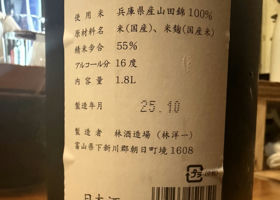 使用米 兵庫県産山田錦100%
原材料名 米(国産)、米麹(国産米)
精米歩合 55%
アルコール分 16度
内容量 1.8L
製造年月 25.10
製造者 林酒造場(林洋一)
富山県下新川郡朝日町境1608
日本酒